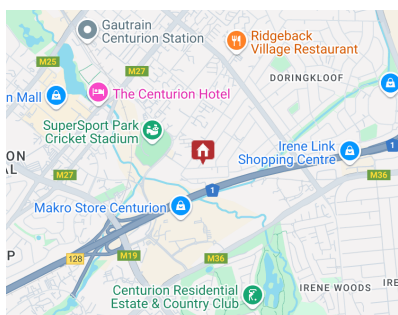 Gautrain
Centurion Station
Ridgeback
Village Restaurant
M25
M27
DORINGKLOOF
n Mall
The Centurion Hotel
SuperSport Park
Cricket Stadium
Irene Link
Shopping Centre
1
ON
AL
M27
M36
1
Makro Store Centurion
P
128
M19
M36
Centurion Residential
Estate & Country Club
IRENE WOODS
IRE